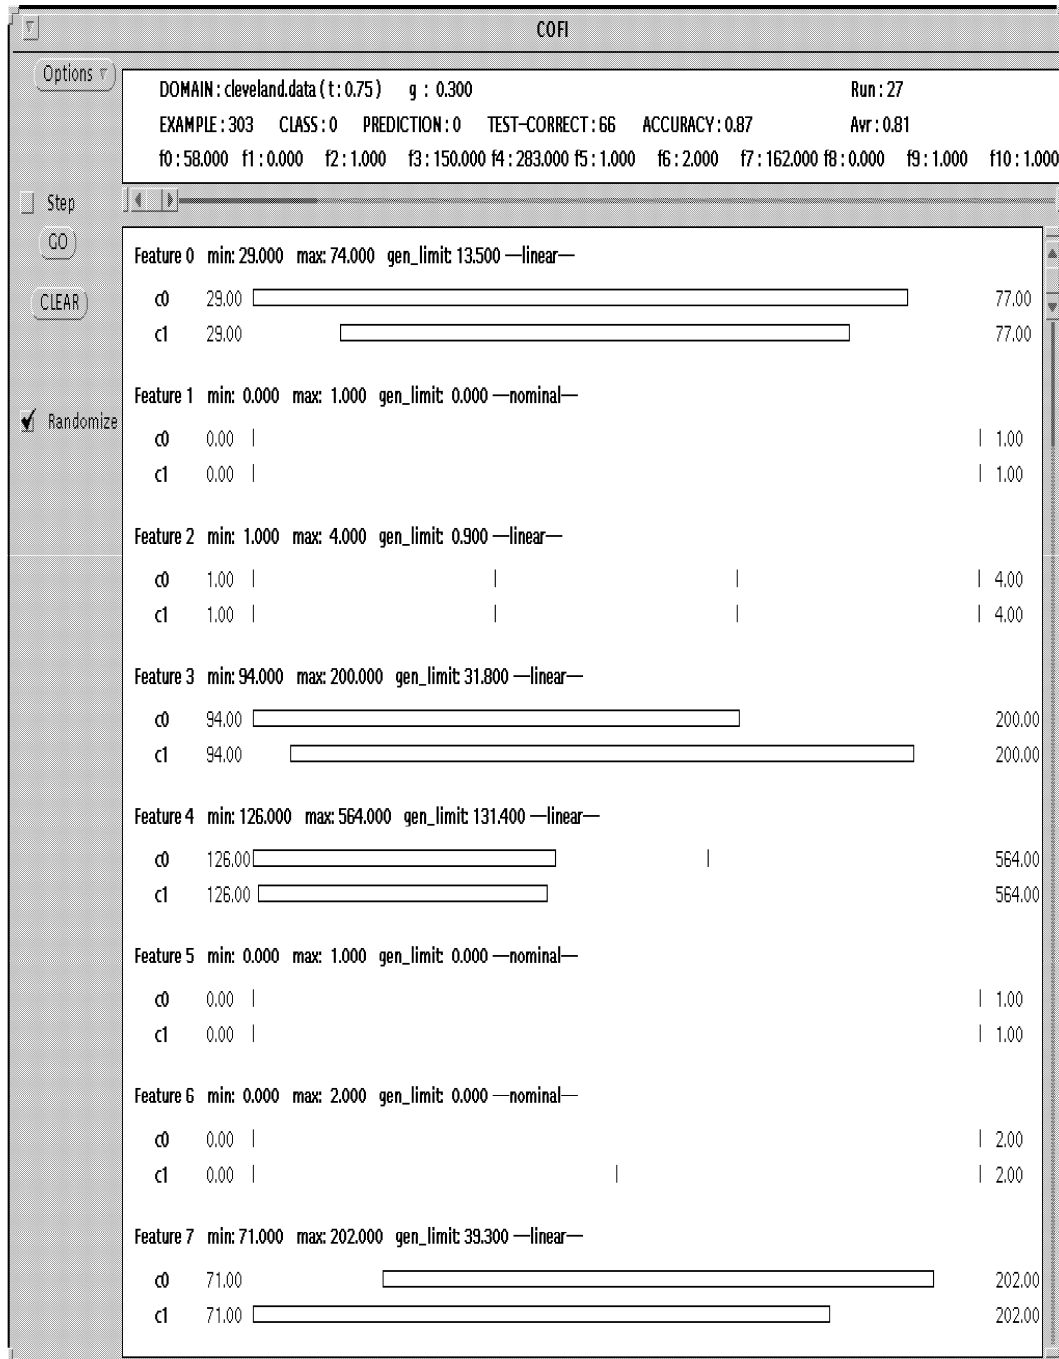 COFI
Options
DOMAIN : cleveland.data ( t : 0.75 ) g : 0.300 Run : 27
EXAMPLE : 303 CLASS : 0 PREDICTION : 0 TEST-CORRECT : 66 ACCURACY : 0.87 Avr : 0.81
f0 : 58.000 f1 : 0.000 f2 : 1.000 f3 : 150.000 f4 : 283.000 f5 : 1.000 f6 : 2.000 f7 : 162.000 f8 : 0.000 f9 : 1.000 f10 : 1.000
Step
GO
CLEAR
Randomize
Feature 0 min: 29.000 max: 74.000 gen_limit: 13.500 —linear—
c0 29.00 77.00
c1 29.00 77.00
Feature 1 min: 0.000 max: 1.000 gen_limit: 0.000 —nominal—
c0 0.00 1.00
c1 0.00 1.00
Feature 2 min: 1.000 max: 4.000 gen_limit: 0.900 —linear—
c0 1.00 4.00
c1 1.00 4.00
Feature 3 min: 94.000 max: 200.000 gen_limit: 31.800 —linear—
c0 94.00 200.00
c1 94.00 200.00
Feature 4 min: 126.000 max: 564.000 gen_limit: 131.400 —linear—
c0 126.00 564.00
c1 126.00 564.00
Feature 5 min: 0.000 max: 1.000 gen_limit: 0.000 —nominal—
c0 0.00 1.00
c1 0.00 1.00
Feature 6 min: 0.000 max: 2.000 gen_limit: 0.000 —nominal—
c0 0.00 2.00
c1 0.00 2.00
Feature 7 min: 71.000 max: 202.000 gen_limit: 39.300 —linear—
c0 71.00 202.00
c1 71.00 202.00